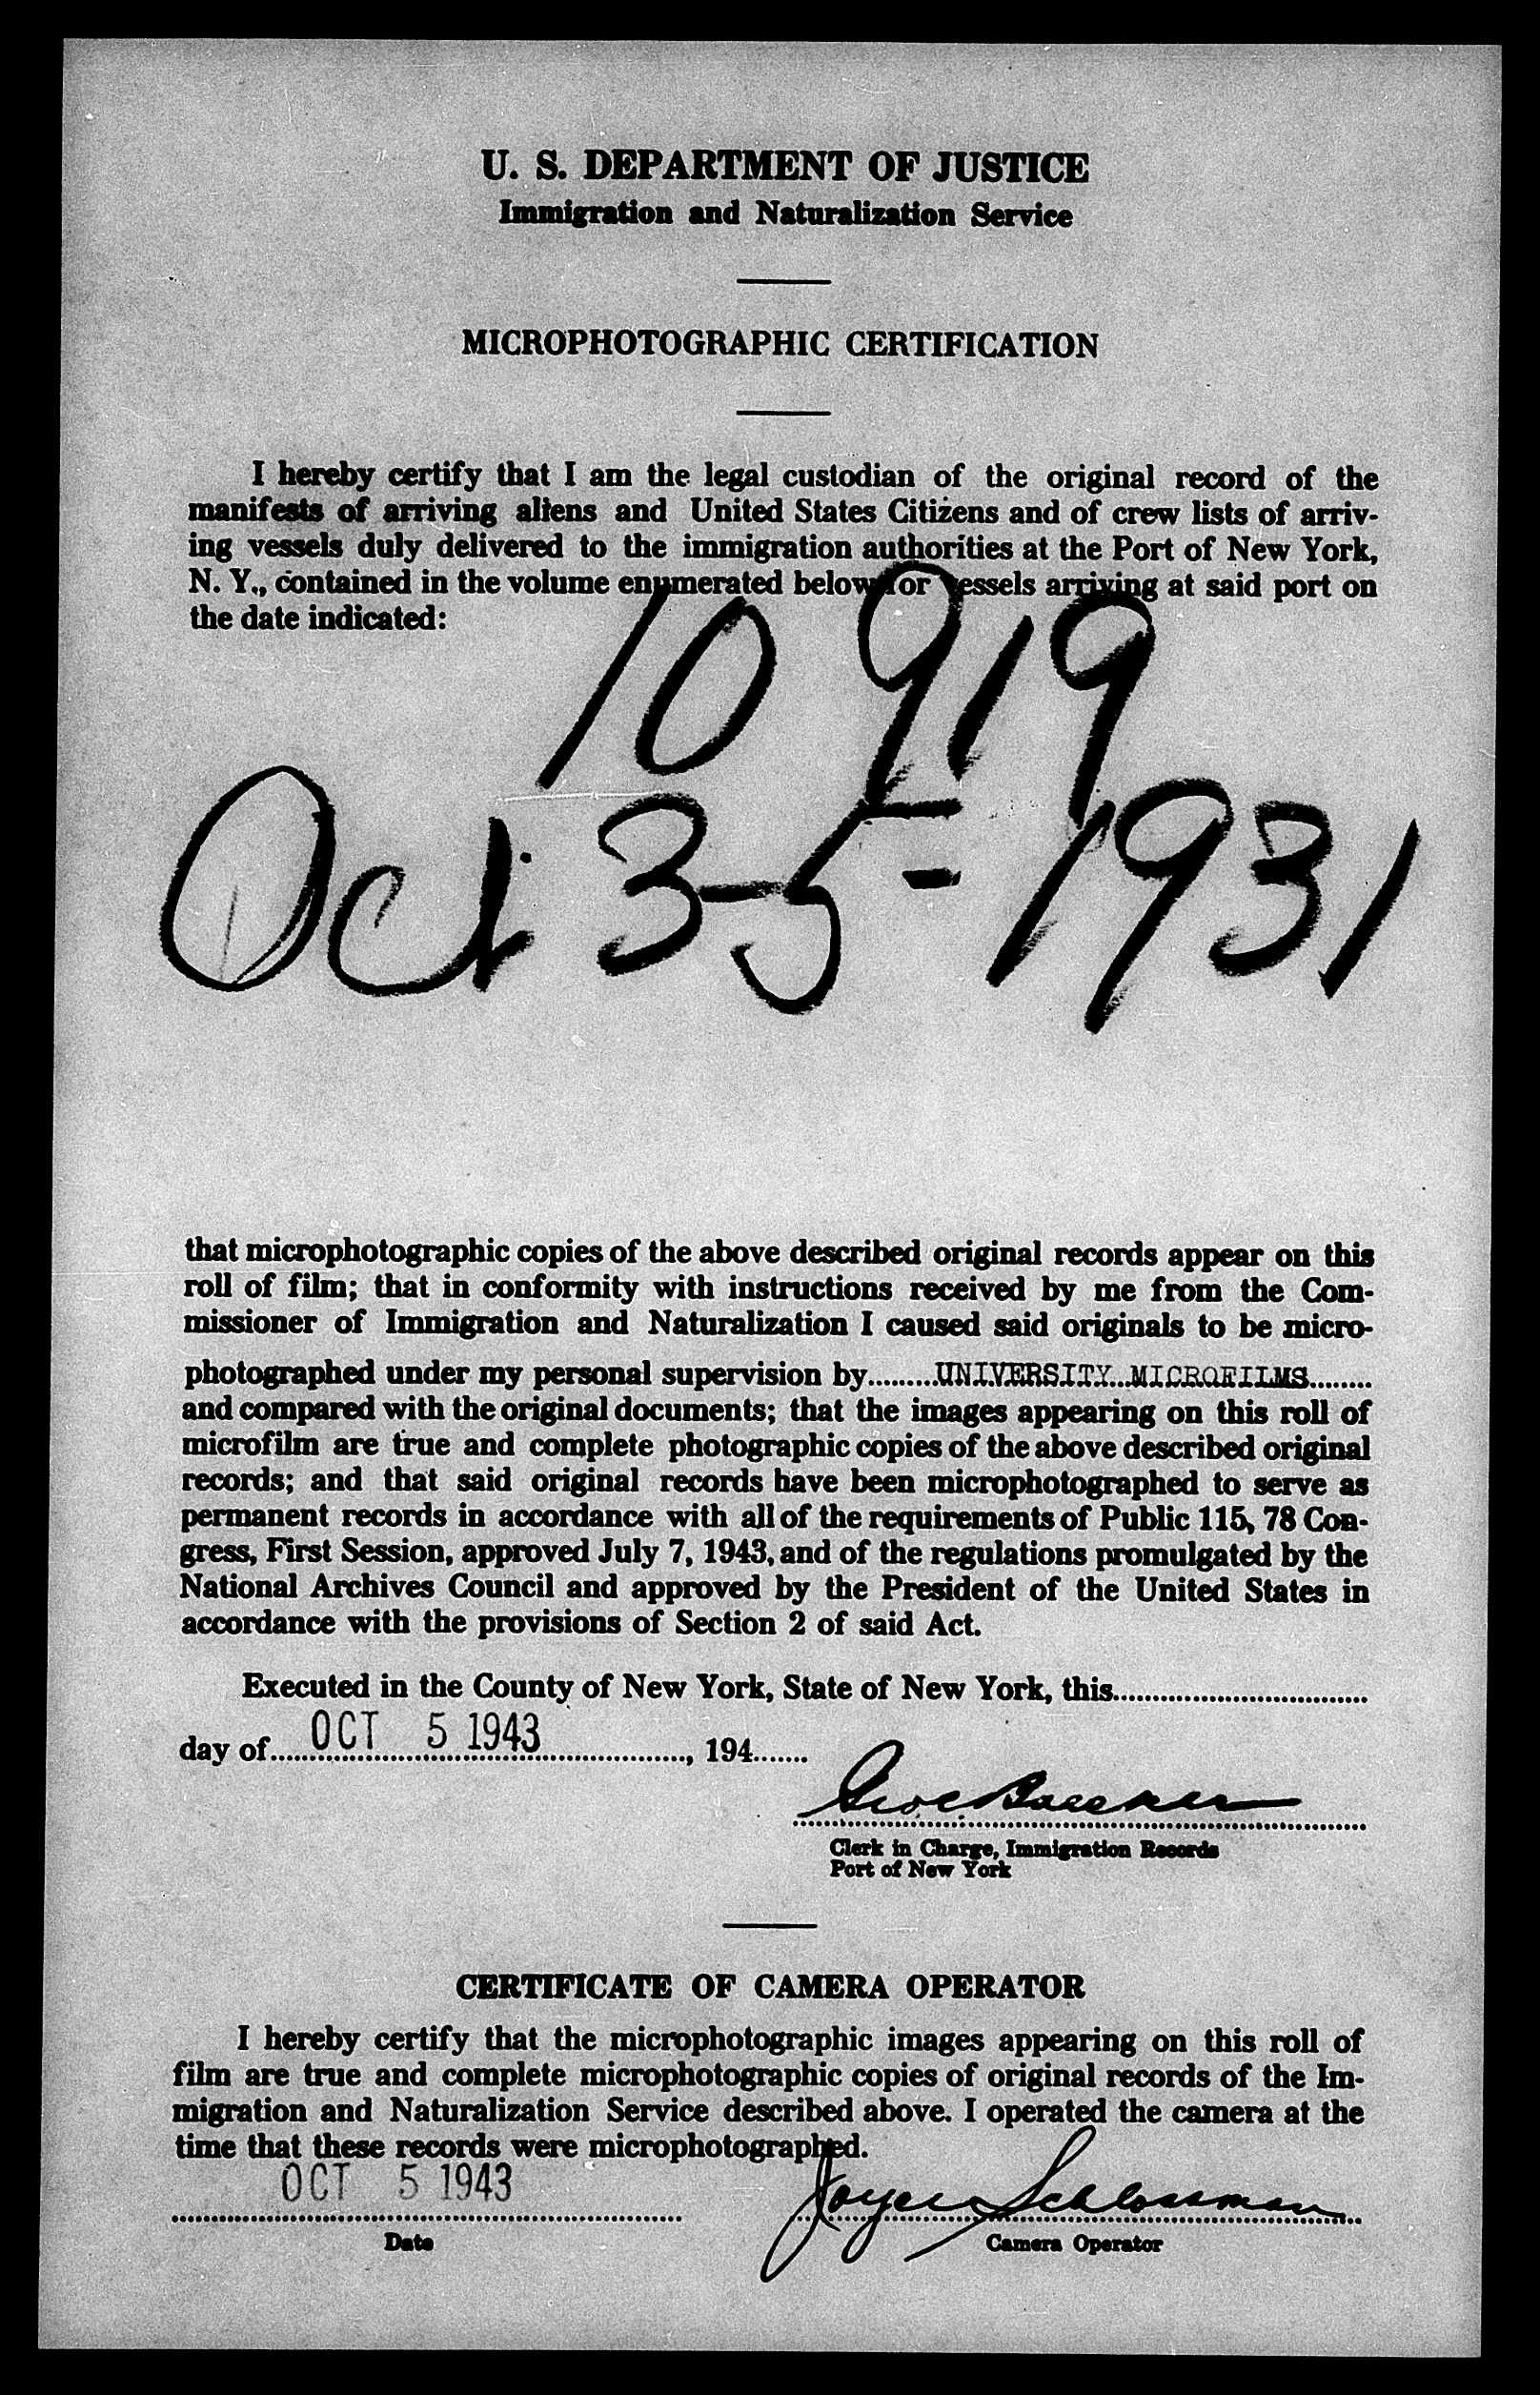 U. S. DEPARTMENT OF JUSTICE
Immigration and Naturalization Service
MICROPHOTOGRAPHIC CERTIFICATION
I hereby certify that I am the legal custodian of the original record of the
manifests of arriving aliens and United States Citizens and of crew lists of arriv-
ing vessels duly delivered to the immigration authorities at the Port of New York,
N. Y., contained in the volume enumerated below for vessels arriving at said port on
the date indicated:
10 919
Oct 3-5-1931
that microphotographic copies of the above described original records appear on this
roll of film; that in conformity with instructions received by me from the Com-
missioner of Immigration and Naturalization I caused said originals to be micro-
photographed under my personal supervision by.........UNIVERSITY MICROFILMS........
and compared with the original documents; that the images appearing on this roll of
microfilm are true and complete photographic copies of the above described original
records; and that said original records have been microphotographed to serve as
permanent records in accordance with all of the requirements of Public 115, 78 Con-
gress, First Session, approved July 7, 1943, and of the regulations promulgated by the
National Archives Council and approved by the President of the United States in
accordance with the provisions of Section 2 of said Act.
Executed in the County of New York, State of New York, this................................
day of OCT 5 1943, 194.......
Clerk in Charge, Immigration Records
Port of New York
CERTIFICATE OF CAMERA OPERATOR
I hereby certify that the microphotographic images appearing on this roll of
film are true and complete microphotographic copies of original records of the Im-
migration and Naturalization Service described above. I operated the camera at the
time that these records were microphotographed.
OCT 5 1943 Joyce Schlossman
Date Camera Operator